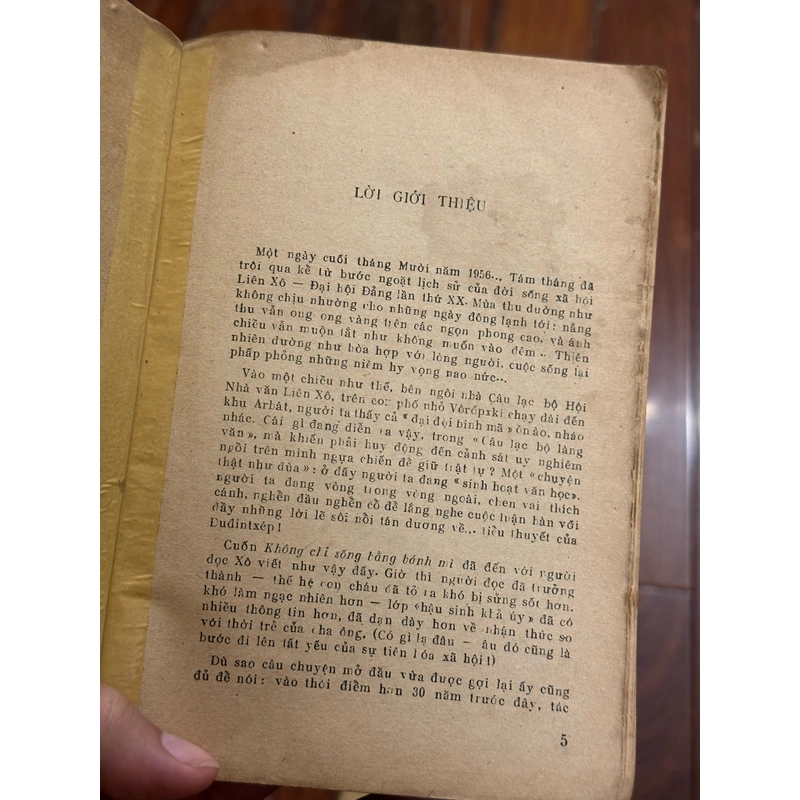 LỜI GIỚI THIỆU
Một ngày cuối tháng Mười năm 1956... Tám tháng đã
trôi qua kể từ bước ngoặt lịch sử của đời sống xã hội
Liên Xô — Đại hội Đảng lần thứ XX. Mùa thu dường như
không chịu nhường cho những ngày đông lạnh tới: nắng
thu vẫn ong ong vàng trên các ngọn phong cao, và ánh
chiều vẫn muộn tắt như không muốn vào đêm... Thiên
nhiên dường như hòa hợp với lòng người, cuộc sống lại
phấp phỏng những niềm hy vọng nao nức...
Vào một chiều như thế, bên ngôi nhà Câu lạc bộ Hội
Nhà văn Liên Xô, trên con phố nhỏ Vôrốpxki chạy dài đến
khu Arbát, người ta thấy cả «đại đội binh mã» ồn ào, nháo
nhác. Cái gì đang diễn ra vậy, trong «Câu lạc bộ làng
văn», mà khiến phải huy động đến cảnh sát uy nghiêm
ngồi trên mình ngựa chiến để giữ trật tự? Một «chuyện
thật như đùa»: ở đấy người ta đang «sinh hoạt văn học»,
người ta đang vòng trong vòng ngoài, chen vai thích
cánh, nghển đầu nghển cổ để lắng nghe cuộc luận bàn với
đầy những lời lẽ sôi nổi tán dương về... tiểu thuyết của
Đuđintxép!
Cuốn Không chỉ sống bằng bánh mì đã đến với người
đọc Xô viết như vậy đấy. Giờ thì người đọc đã trưởng
thành — thế hệ con cháu đã tỏ ra khó bị sửng sốt hơn,
khó làm ngạc nhiên hơn — lớp «hậu sinh khả úy» đã có
nhiều thông tin hơn, đã dạn dày hơn về nhận thức so
với thời trẻ của cha ông. (Có gì lạ đâu — âu đó cũng là
bước đi lên tất yếu của sự tiến hóa xã hội!)
Dù sao câu chuyện mở đầu vừa được gợi lại ấy cũng
đủ để nói: vào thời điểm hơn 30 năm trước đây, tác
5